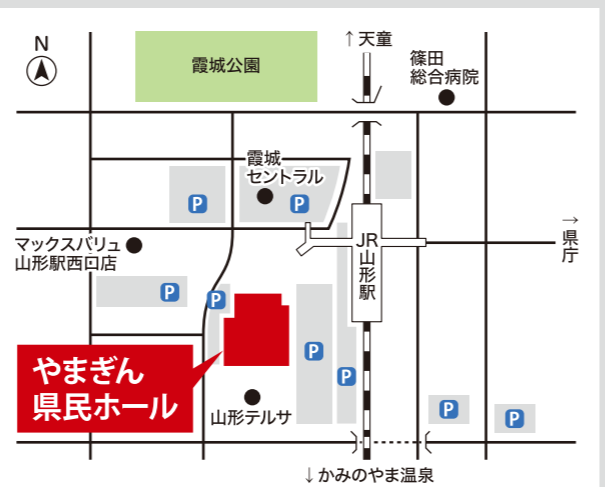 N
↑天童
霞城公園
篠田
総合病院
霞城
セントラル
P
P
マックスバリュ
山形駅西口店
JR
山形駅
→
県庁
P
P
P
P
やまぎん
県民ホール
山形テルサ
P
P
↓かみのやま温泉